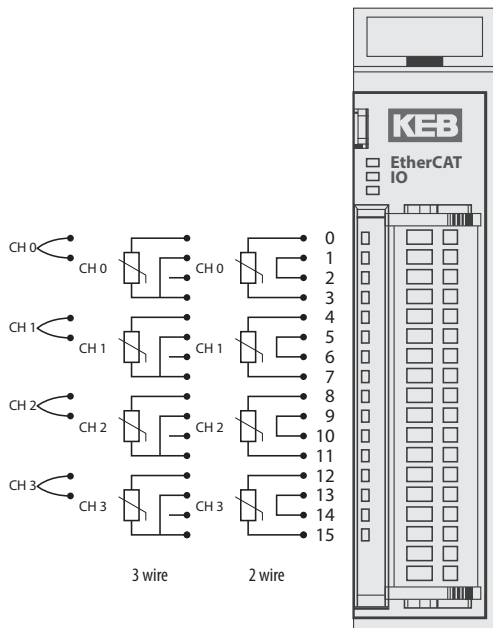 KEB
EtherCAT
IO
CH 0 CH 0 CH 0 0
1
2
3
CH 1 CH 1 CH 1 4
5
6
7
CH 2 CH 2 CH 2 8
9
10
11
CH 3 CH 3 CH 3 12
13
14
15
3 wire 2 wire